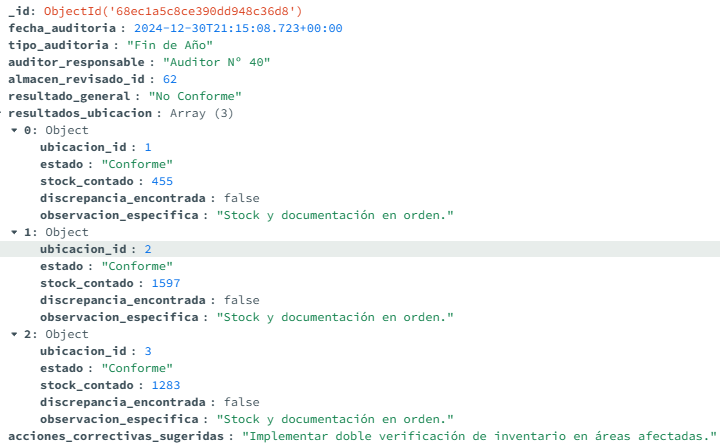 _id: ObjectId('68ec1a5c8ce390dd948c36d8')
fecha_auditoria : 2024-12-30T21:15:08.723+00:00
tipo_auditoria : "Fin de Año"
auditor_responsable : "Auditor N° 40"
almacen_revisado_id : 62
resultado_general : "No Conforme"
resultados_ubicacion : Array (3)
0: Object
ubicacion_id : 1
estado : "Conforme"
stock_contado : 455
discrepancia_encontrada : false
observacion_especifica : "Stock y documentación en orden."
1: Object
ubicacion_id : 2
estado : "Conforme"
stock_contado : 1597
discrepancia_encontrada : false
observacion_especifica : "Stock y documentación en orden."
2: Object
ubicacion_id : 3
estado : "Conforme"
stock_contado : 1283
discrepancia_encontrada : false
observacion_especifica : "Stock y documentación en orden."
acciones_correctivas_sugeridas : "Implementar doble verificación de inventario en áreas afectadas."